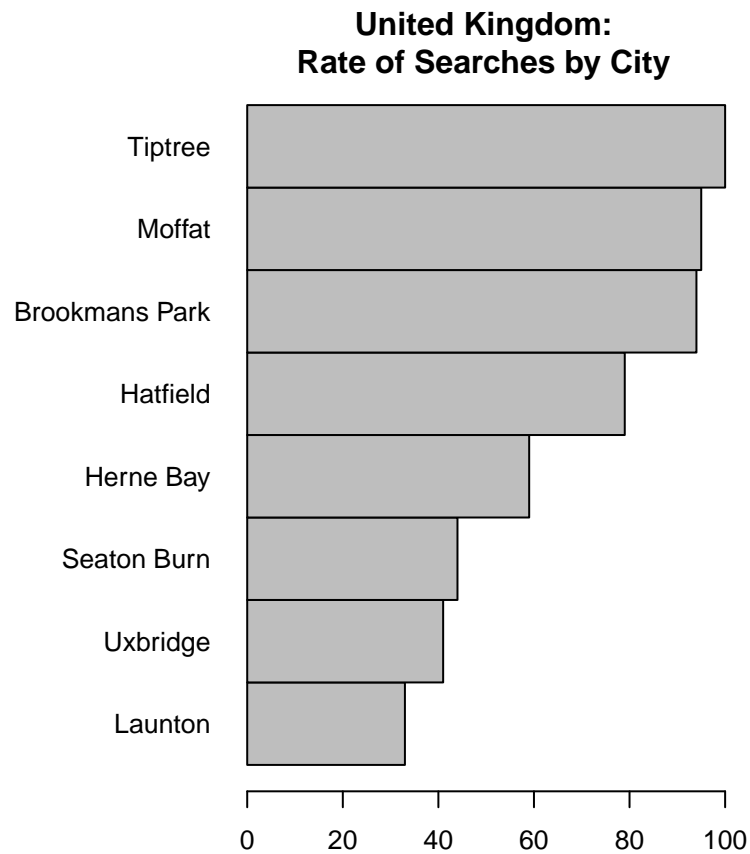 United Kingdom:
Rate of Searches by City
Tiptree
Moffat
Brookmans Park
Hatfield
Herne Bay
Seaton Burn
Uxbridge
Launton
0 20 40 60 80 100